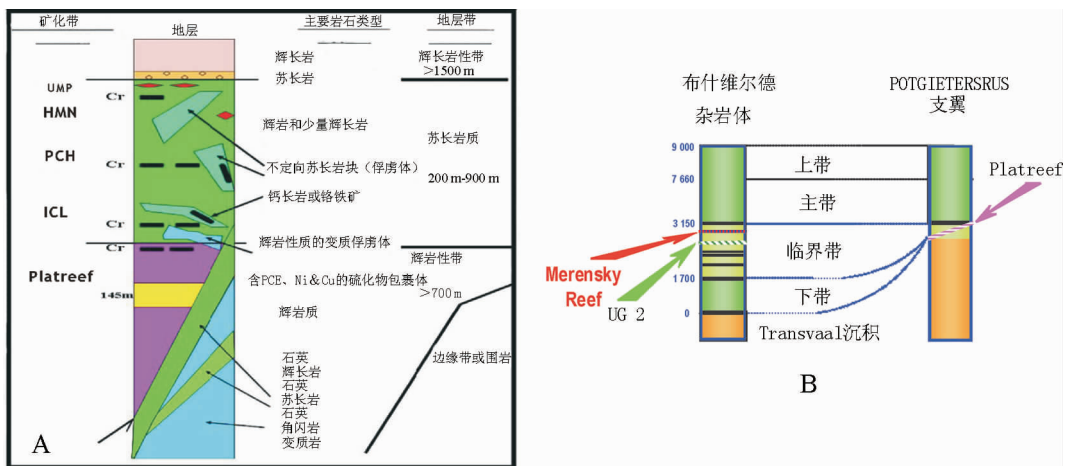 矿化带
地层
主要岩石类型
地层带
辉长岩
辉长岩性带
>1500 m
苏长岩
UMP
Cr
HMN
辉岩和少量辉长岩
苏长岩质
PCH
Cr
不定向苏长岩块（俘虏体）
200 m-900 m
钙长岩或铬铁矿
ICL
Cr
辉岩性质的变质俘虏体
Cr
辉岩性带
Platreef
含PCE、Ni＆Cu的硫化物包裹体
>700 m
145m
辉岩质
石英
辉长岩
石英
苏长岩
石英
角闪岩
变质岩
边缘带或围岩
A
布什维尔德
杂岩体
POTGIETERSRUS
支翼
9 000
上带
7 660
主带
Platreef
3 150
临界带
Merensky
Reef
UG 2
1 700
下带
0
Transvaal沉积
B